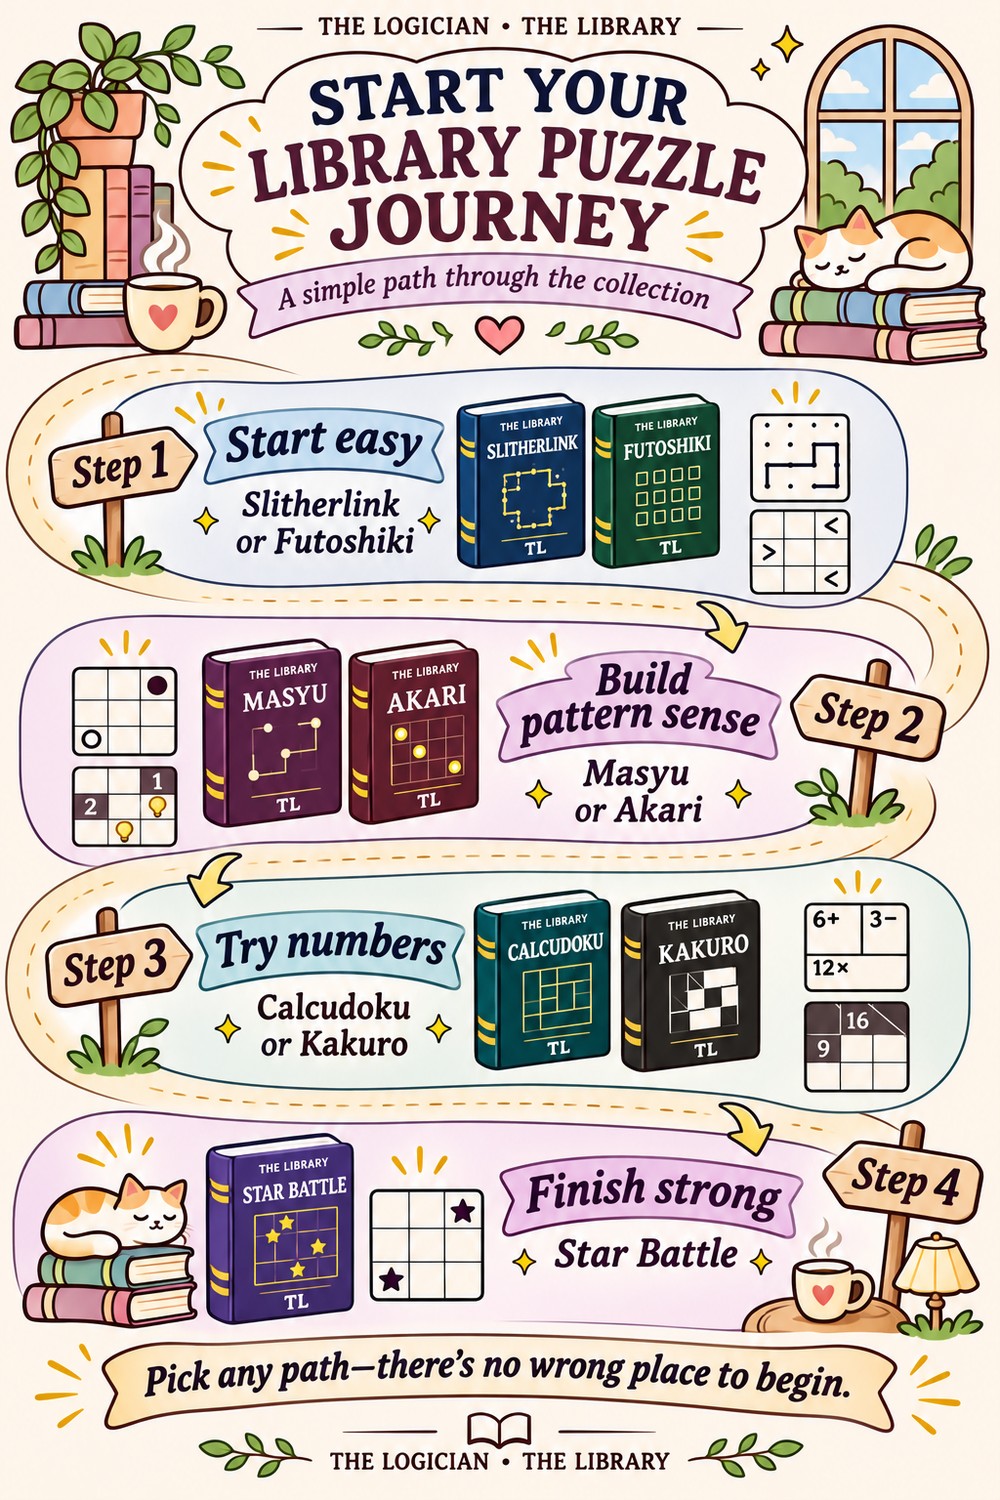 THE LOGICIAN • THE LIBRARY
START YOUR
LIBRARY PUZZLE
JOURNEY
A simple path through the collection
Step 1
Start easy
Slitherlink
or Futoshiki
THE LIBRARY
SLITHERLINK
TL
THE LIBRARY
FUTOSHIKI
TL
<
>
<
1
2
THE LIBRARY
MASYU
TL
THE LIBRARY
AKARI
TL
Build
pattern sense
Masyu
or Akari
Step 2
Step 3
Try numbers
Calcudoku
or Kakuro
THE LIBRARY
CALCUDOKU
TL
THE LIBRARY
KAKURO
TL
6+ 3−
12×
16
9
THE LIBRARY
STAR BATTLE
TL
Finish strong
Star Battle
Step 4
Pick any path—there's no wrong place to begin.
THE LOGICIAN • THE LIBRARY